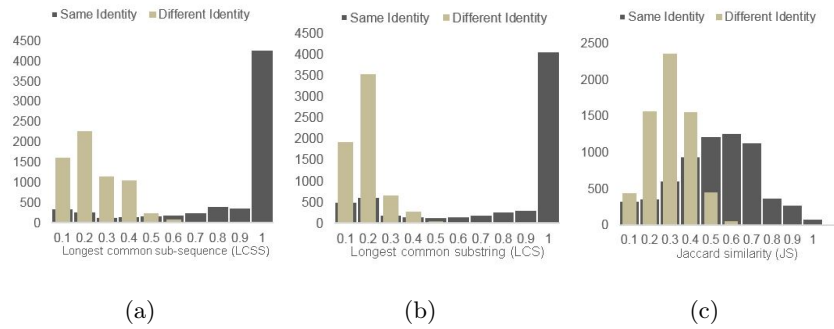 Same Identity Different Identity
4500
4000
3500
3000
2500
2000
1500
1000
500
0
0.1 0.2 0.3 0.4 0.5 0.6 0.7 0.8 0.9 1
Longest common sub-sequence (LCSS)
(a)
Same Identity Different Identity
4500
4000
3500
3000
2500
2000
1500
1000
500
0
0.1 0.2 0.3 0.4 0.5 0.6 0.7 0.8 0.9 1
Longest common substring (LCS)
(b)
Same Identity Different Identity
2500
2000
1500
1000
500
0
0.1 0.2 0.3 0.4 0.5 0.6 0.7 0.8 0.9 1
Jaccard similarity (JS)
(c)